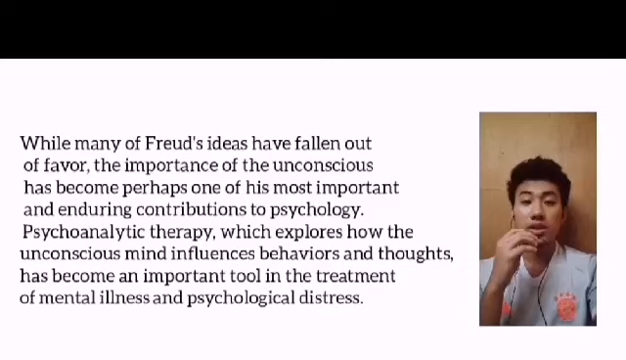 While many of Freud's ideas have fallen out
of favor, the importance of the unconscious
has become perhaps one of his most important
and enduring contributions to psychology.
Psychoanalytic therapy, which explores how the
unconscious mind influences behaviors and thoughts,
has become an important tool in the treatment
of mental illness and psychological distress.